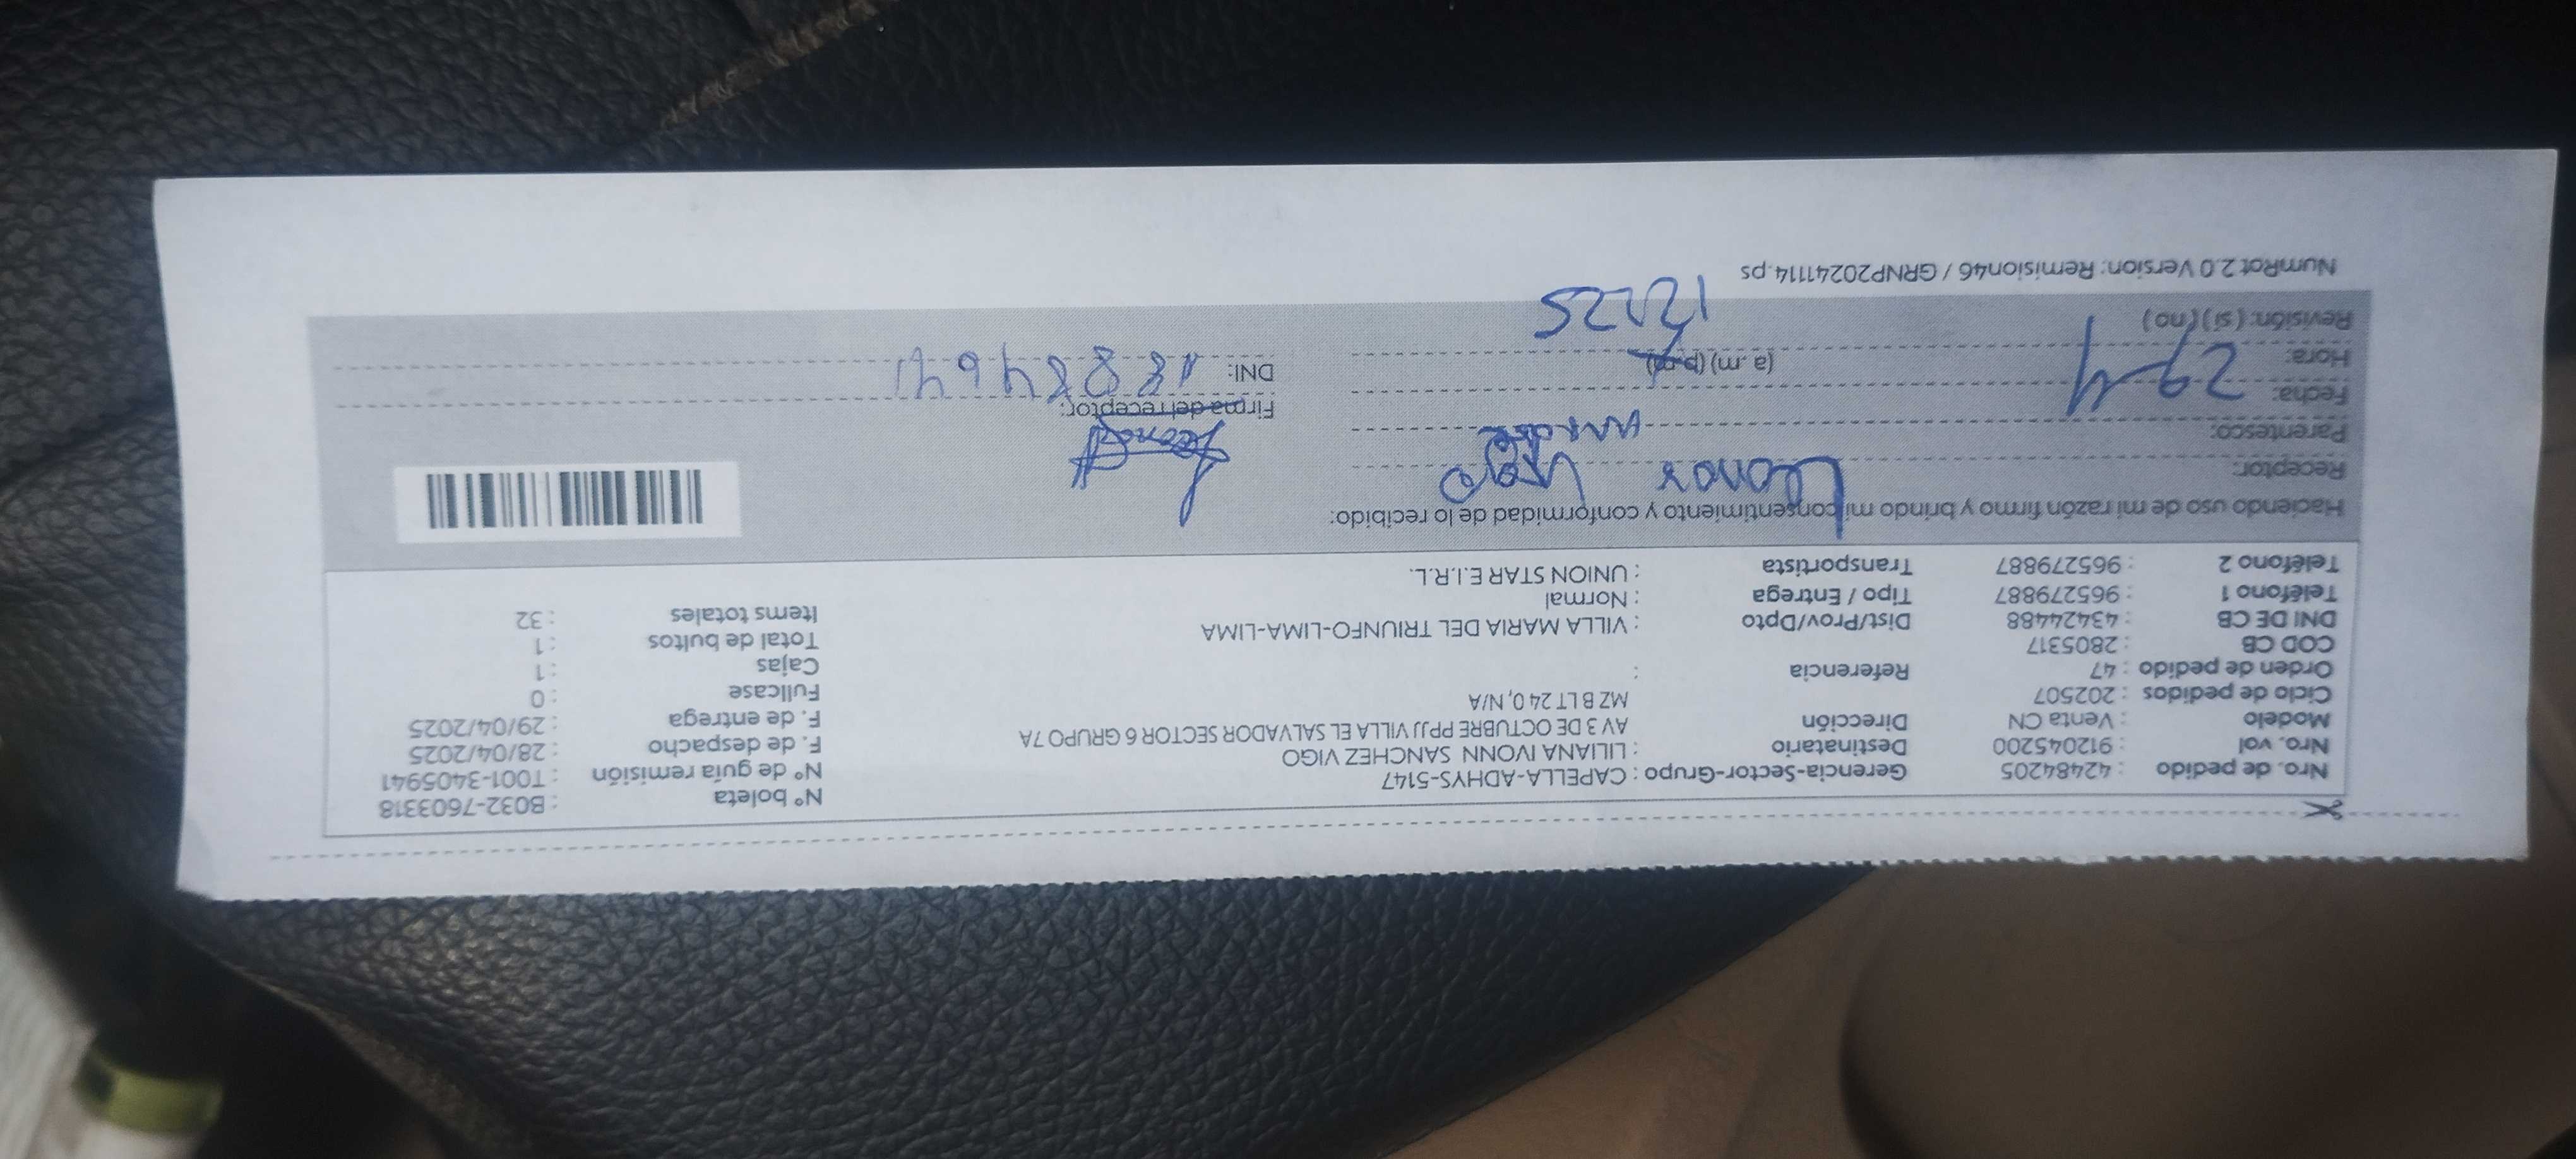 Nro. de pedido : 42484205 Gerencia-Sector-Grupo : CAPELLA-ADHYS-5147 N° boleta : B032-7603318
Nro. vol : 912045200 Destinatario : LILIANA IVONN SANCHEZ VIGO N° de guía remisión : T001-3405941
Modelo : Venta CN Dirección AV 3 DE OCTUBRE PPJJ VILLA EL SALVADOR SECTOR 6 GRUPO 7A F. de despacho : 28/04/2025
Ciclo de pedidos : 202507 MZ B LT 24 0, N/A F. de entrega : 29/04/2025
Orden de pedido : 47 Referencia : Fullcase : 0
COD CB : 2805317 Cajas : 1
DNI DE CB : 43424488 Dist/Prov/Dpto : VILLA MARIA DEL TRIUNFO-LIMA-LIMA Total de bultos : 1
Teléfono 1 : 965279887 Tipo / Entrega : Normal Items totales : 32
Teléfono 2 : 965279887 Transportista : UNION STAR E.I.R.L.
Haciendo uso de mi razón firmo y brindo mi consentimiento y conformidad de lo recibido:
Receptor: Leonor Vigo
Parentesco: madre
Firma del receptor:
Fecha: 29-4
DNI:
Hora: (a. m) (p. m) 12:25
Revisión: ( sí ) ( no )
NumRot 2.0 Version: Remision46 / GRNP20241114.ps